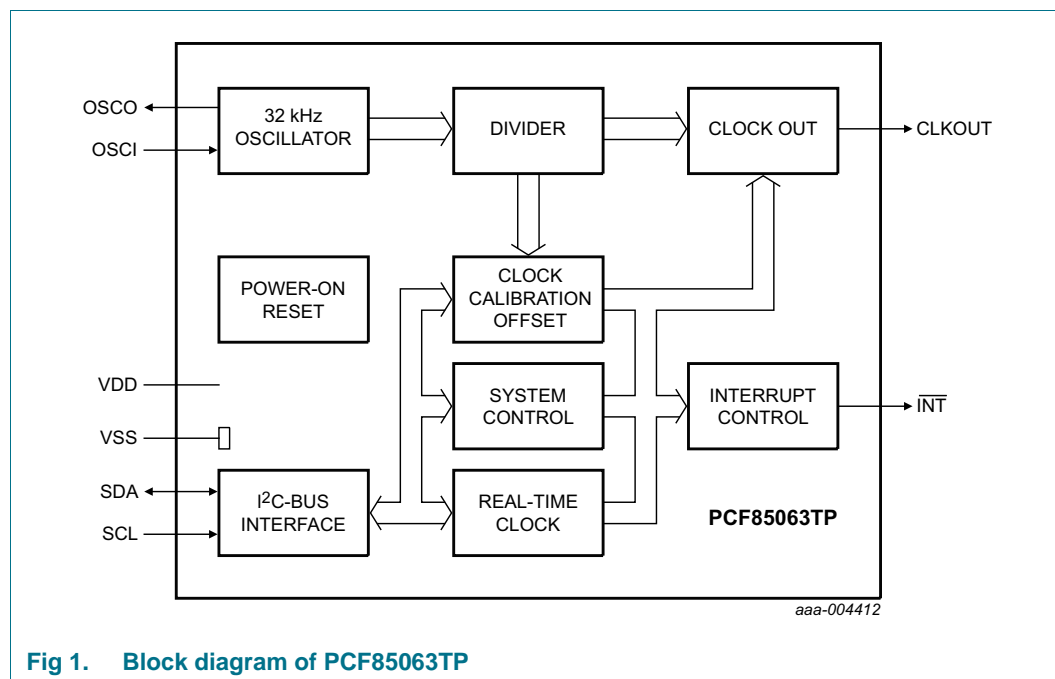 OSCO
OSCI
32 kHz
OSCILLATOR
DIVIDER
CLOCK OUT
CLKOUT
POWER-ON
RESET
CLOCK
CALIBRATION
OFFSET
VDD
VSS
SYSTEM
CONTROL
INTERRUPT
CONTROL
INT
SDA
SCL
I²C-BUS
INTERFACE
REAL-TIME
CLOCK
PCF85063TP
aaa-004412
Fig 1. Block diagram of PCF85063TP